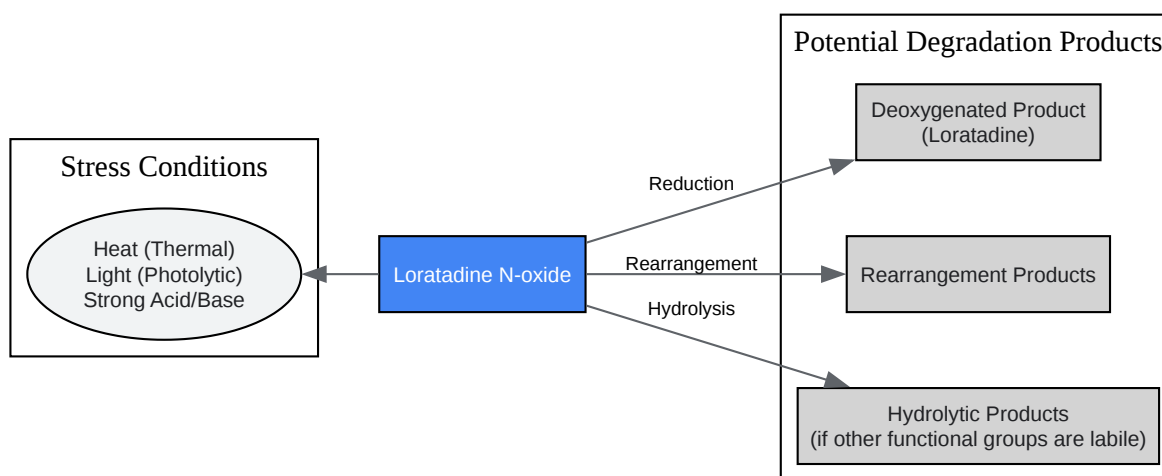 Potential Degradation Products
Deoxygenated Product
(Loratadine)
Stress Conditions
Heat (Thermal)
Light (Photolytic)
Strong Acid/Base
Loratadine N-oxide
Reduction
Rearrangement
Hydrolysis
Rearrangement Products
Hydrolytic Products
(if other functional groups are labile)